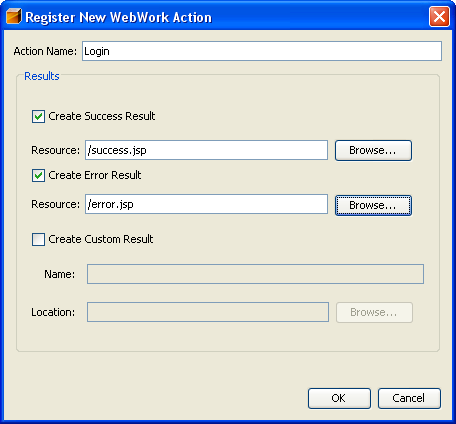 Register New WebWork Action
Action Name: Login
Results
Create Success Result
Resource: /success.jsp Browse...
Create Error Result
Resource: /error.jsp Browse...
Create Custom Result
Name:
Location: Browse...
OK Cancel